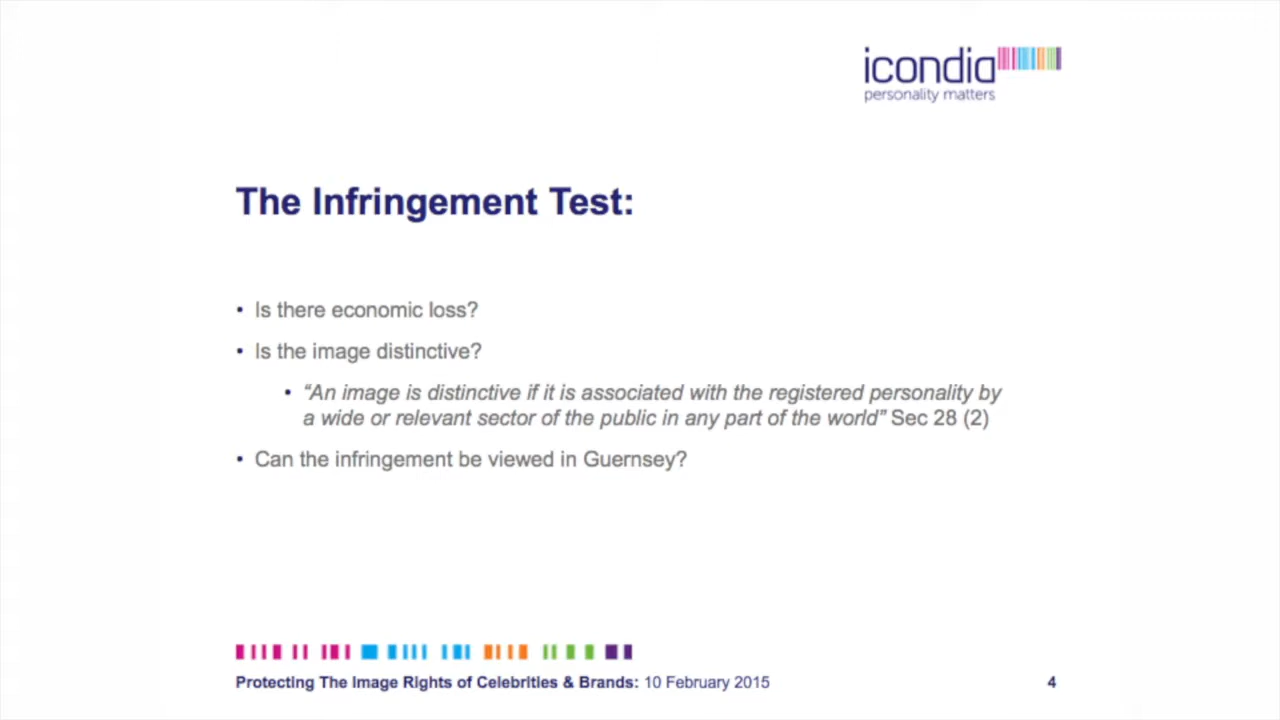 icondia
personality matters
The Infringement Test:
• Is there economic loss?
• Is the image distinctive?
• “An image is distinctive if it is associated with the registered personality by
a wide or relevant sector of the public in any part of the world” Sec 28 (2)
• Can the infringement be viewed in Guernsey?
Protecting The Image Rights of Celebrities & Brands: 10 February 2015
4